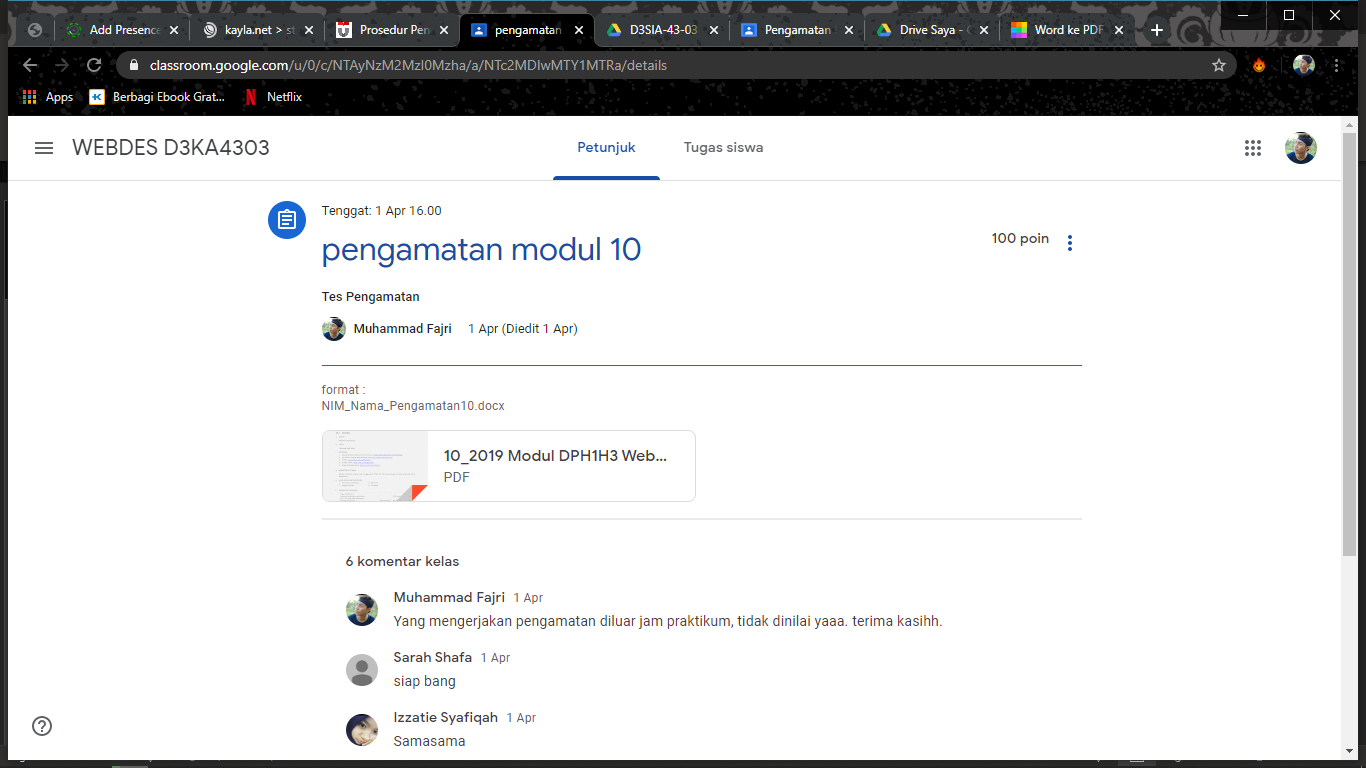 Add Presence
kayla.net > st
Prosedur Pen
pengamatan
D3SIA-43-03
Pengamatan
Drive Saya - G
Word ke PDF
classroom.google.com/u/0/c/NTAyNzM2MzI0Mzha/a/NTc2MDIwMTY1MTRa/details
Apps
Berbagi Ebook Grat...
Netflix
WEBDES D3KA4303
Petunjuk
Tugas siswa
Tenggat: 1 Apr 16.00
pengamatan modul 10
100 poin
Tes Pengamatan
Muhammad Fajri 1 Apr (Diedit 1 Apr)
format :
NIM_Nama_Pengamatan10.docx
10_2019 Modul DPH1H3 Web...
PDF
6 komentar kelas
Muhammad Fajri 1 Apr
Yang mengerjakan pengamatan diluar jam praktikum, tidak dinilai yaaa. terima kasihh.
Sarah Shafa 1 Apr
siap bang
Izzatie Syafiqah 1 Apr
Samasama